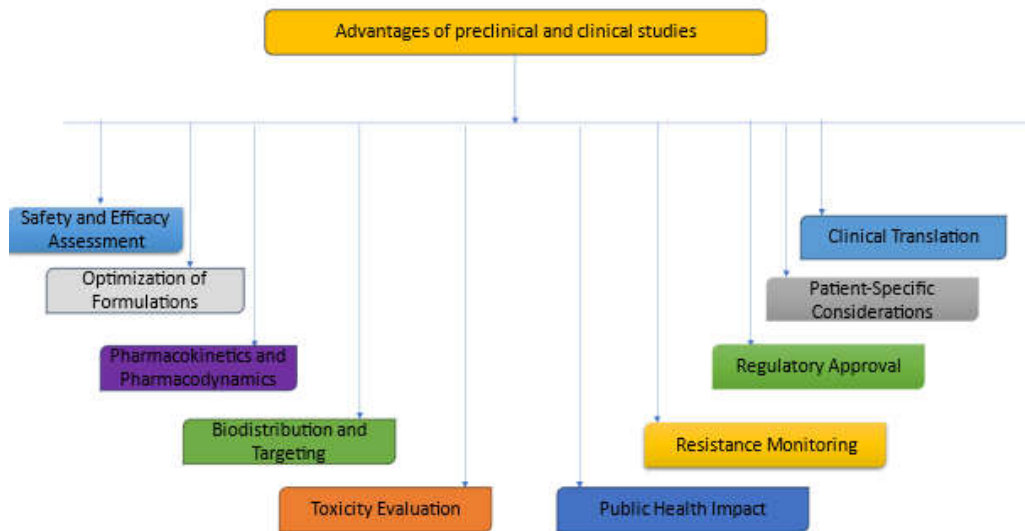 Advantages of preclinical and clinical studies
Safety and Efficacy
Assessment
Optimization of
Formulations
Pharmacokinetics and
Pharmacodynamics
Biodistribution and
Targeting
Toxicity Evaluation
Clinical Translation
Patient-Specific
Considerations
Regulatory Approval
Resistance Monitoring
Public Health Impact